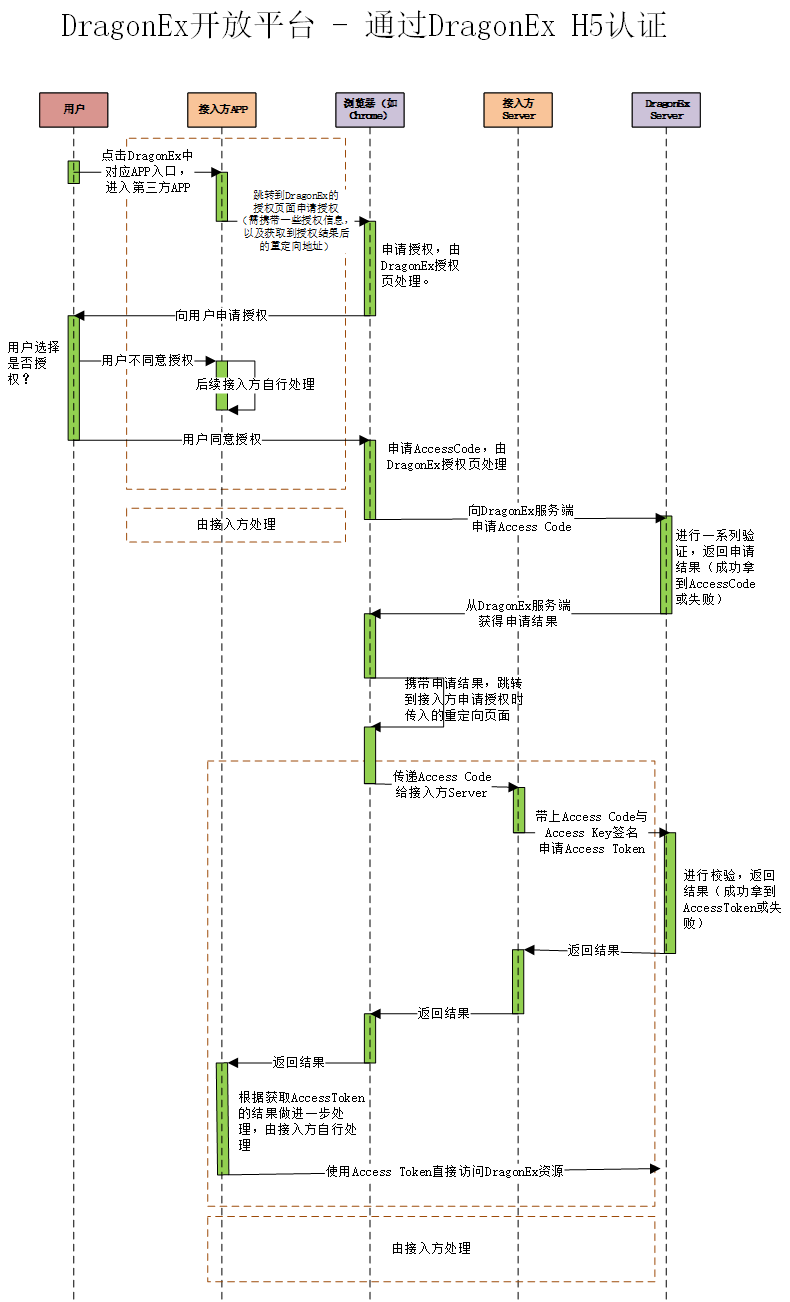 DragonEx开放平台 - 通过DragonEx H5认证
用户
接入方APP
浏览器（如
Chrome）
接入方
Server
DragonEx
Server
点击DragonEx中
对应APP入口，
进入第三方APP
跳转到DragonEx的
授权页面申请授权
（需携带一些授权信息，
以及获取到授权结果后
的重定向地址）
申请授权，由
DragonEx授权
页处理。
向用户申请授权
用户选择
是否授
权？
用户不同意授权
后续接入方自行处理
用户同意授权
申请AccessCode，由
DragonEx授权页处理
向DragonEx服务端
申请Access Code
由接入方处理
进行一系列验
证，返回申请
结果（成功拿
到AccessCode
或失败）
从DragonEx服务端
获得申请结果
携带申请结果，跳转
到接入方申请授权时
传入的重定向页面
传递Access Code
给接入方Server
带上Access Code与
Access Key签名
申请Access Token
进行校验，返回
结果（成功拿到
AccessToken或失
败）
返回结果
返回结果
返回结果
根据获取AccessToken
的结果做进一步处
理，由接入方自行处
理
使用Access Token直接访问DragonEx资源
由接入方处理